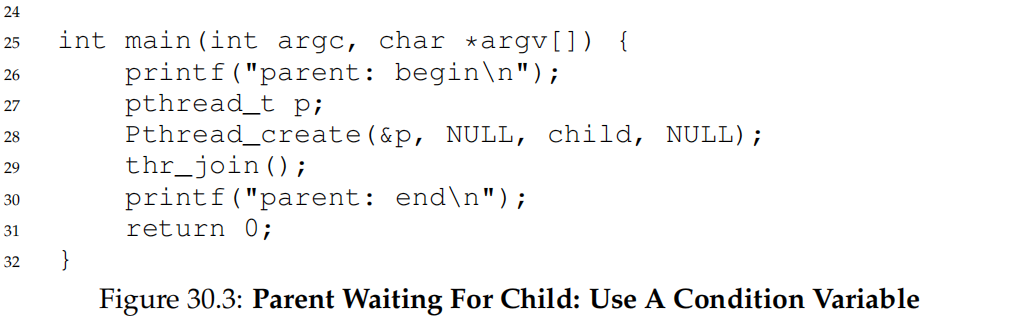 24
25 int main(int argc, char *argv[]) {
26     printf("parent: begin\n");
27     pthread_t p;
28     Pthread_create(&p, NULL, child, NULL);
29     thr_join();
30     printf("parent: end\n");
31     return 0;
32 }
Figure 30.3: Parent Waiting For Child: Use A Condition Variable